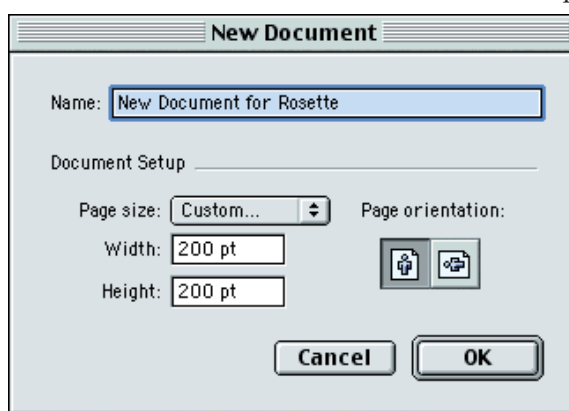 New Document
Name: New Document for Rosette
Document Setup
Page size: Custom... Page orientation:
Width: 200 pt
Height: 200 pt
Cancel OK